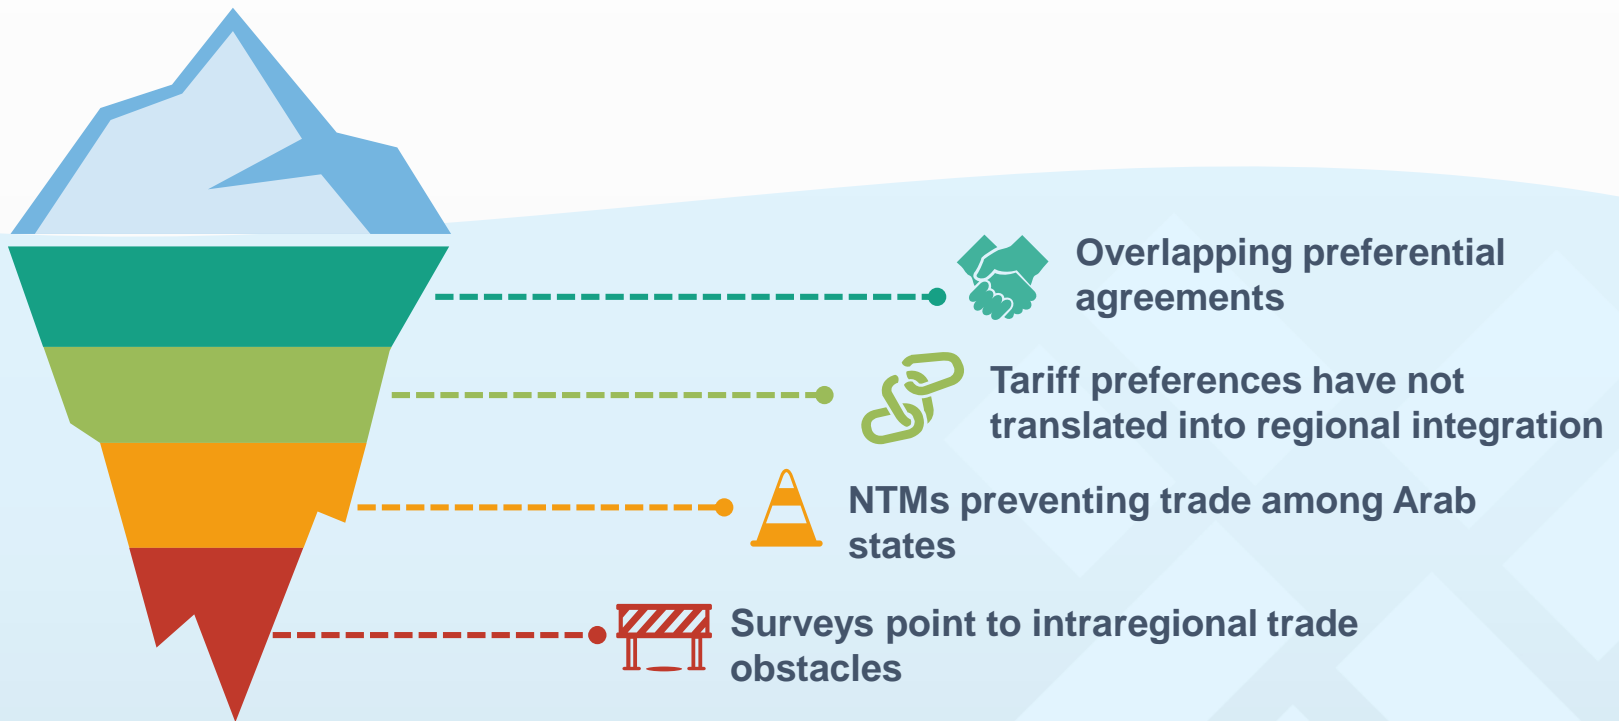 Overlapping preferential
agreements
Tariff preferences have not
translated into regional integration
NTMs preventing trade among Arab
states
Surveys point to intraregional trade
obstacles